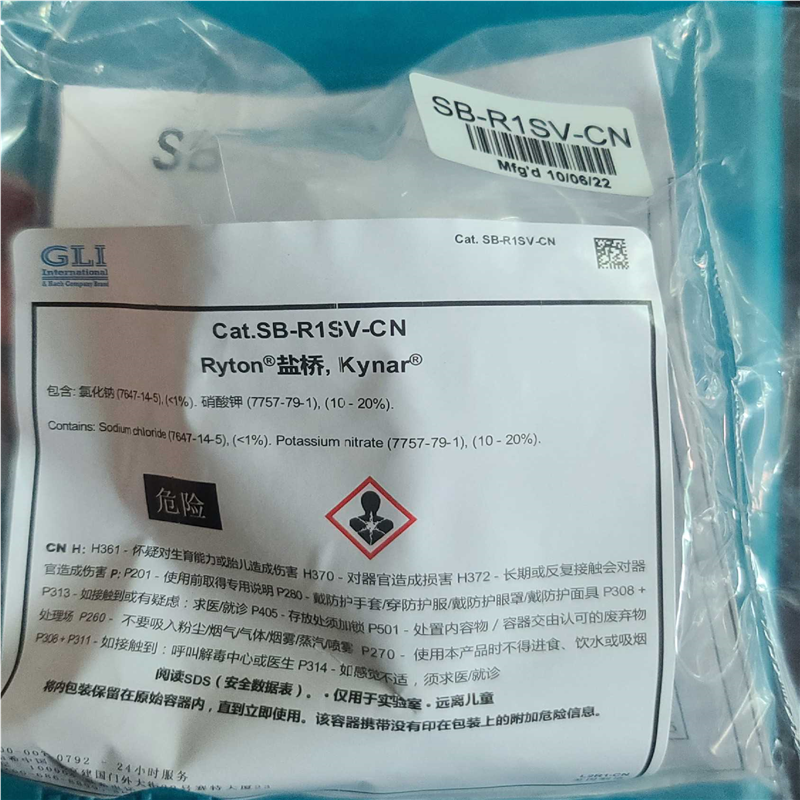 SB-R1SV-CN
Mfg'd 10/06/22
SB
GLI
International
A Hach Company Brand
Cat. SB-R1SV-CN
Cat.SB-R1SV-CN
Ryton®盐桥, Kynar®
包含: 氯化钠 (7647-14-5), (<1%). 硝酸钾 (7757-79-1), (10 - 20%).
Contains: Sodium chloride (7647-14-5), (<1%). Potassium nitrate (7757-79-1), (10 - 20%).
危险
CN H: H361 - 怀疑对生育能力或胎儿造成伤害 H370 - 对器官造成损害 H372 - 长期或反复接触会对器
官造成伤害 P: P201 - 使用前取得专用说明 P280 - 戴防护手套/穿防护服/戴防护眼罩/戴防护面具 P308 +
P313 - 如接触到或有疑虑：求医/就诊 P405 - 存放处须加锁 P501 - 处置内容物／容器交由认可的废弃物
处理场 P260 - 不要吸入粉尘/烟气/气体/烟雾/蒸汽/喷雾 P270 - 使用本产品时不得进食、饮水或吸烟
P308 + P311 - 如接触到：呼叫解毒中心或医生 P314 - 如感觉不适，须求医/就诊
阅读SDS（安全数据表）。 • 仅用于实验室 • 远离儿童
将内包装保留在原始容器内，直到立即使用。该容器携带没有印在包装上的附加危险信息。
0792 - 24小时服务
建国门外大街